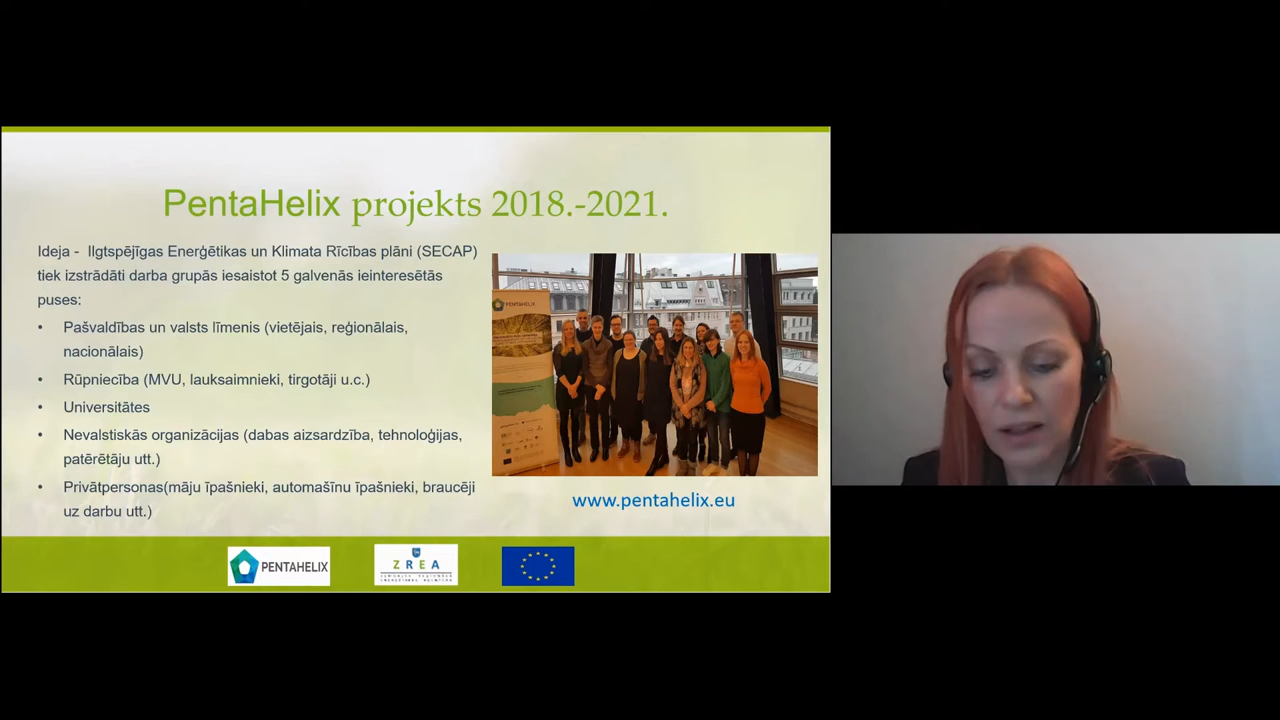 PentaHelix projekts 2018.-2021.
Ideja - Ilgtspējīgas Enerģētikas un Klimata Rīcības plāni (SECAP)
tiek izstrādāti darba grupās iesaistot 5 galvenās ieinteresētās
puses:
• Pašvaldības un valsts līmenis (vietējais, reģionālais,
nacionālais)
• Rūpniecība (MVU, lauksaimnieki, tirgotāji u.c.)
• Universitātes
• Nevalstiskās organizācijas (dabas aizsardzība, tehnoloģijas,
patērētāju utt.)
• Privātpersonas(māju īpašnieki, automašīnu īpašnieki, braucēji
uz darbu utt.)
PENTAHELIX
www.pentahelix.eu
PENTAHELIX
ZREA